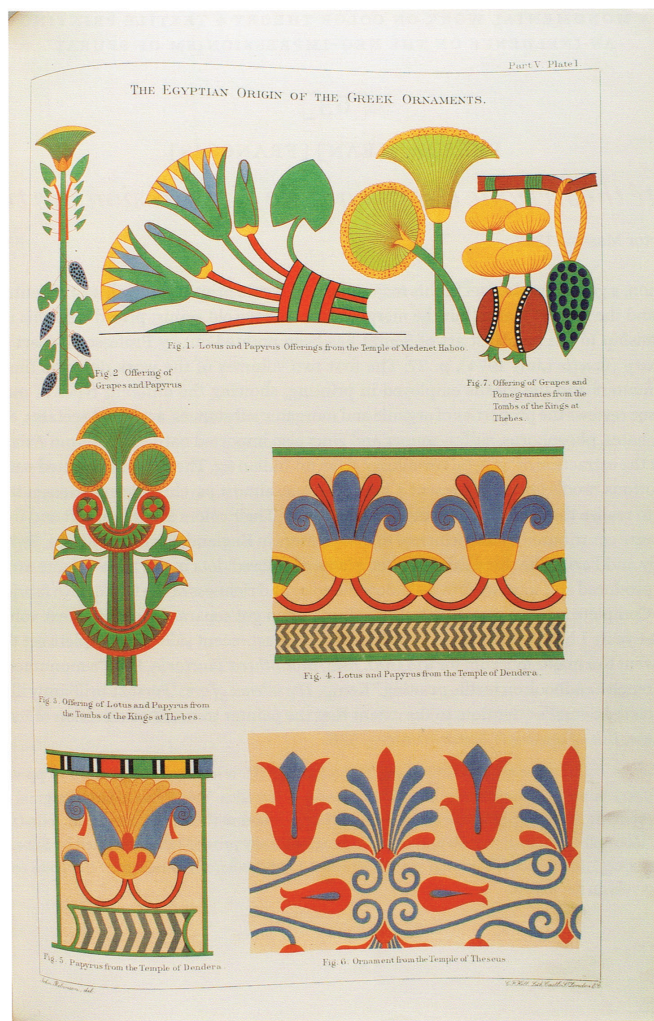 Part V Plate 1
THE EGYPTIAN ORIGIN OF THE GREEK ORNAMENTS.
Fig. 1. Lotus and Papyrus Offerings from the Temple of Medenet Haboo.
Fig. 2 Offering of
Grapes and Papyrus
Fig. 7. Offering of Grapes and
Pomegranates from the
Tombs of the Kings at
Thebes.
Fig. 3. Offering of Lotus and Papyrus from
the Tombs of the Kings at Thebes.
Fig. 4. Lotus and Papyrus from the Temple of Dendera.
Fig. 5. Papyrus from the Temple of Dendera
Fig. 6. Ornament from the Temple of Theseus
del.